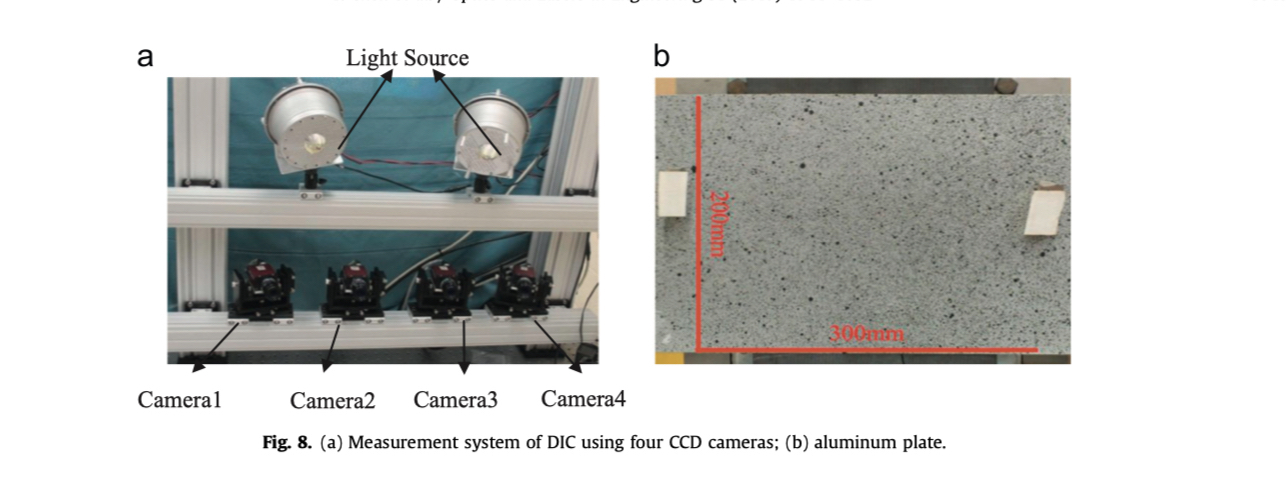 a
Light Source
b
200mm
300mm
Camera1
Camera2
Camera3
Camera4
Fig. 8. (a) Measurement system of DIC using four CCD cameras; (b) aluminum plate.